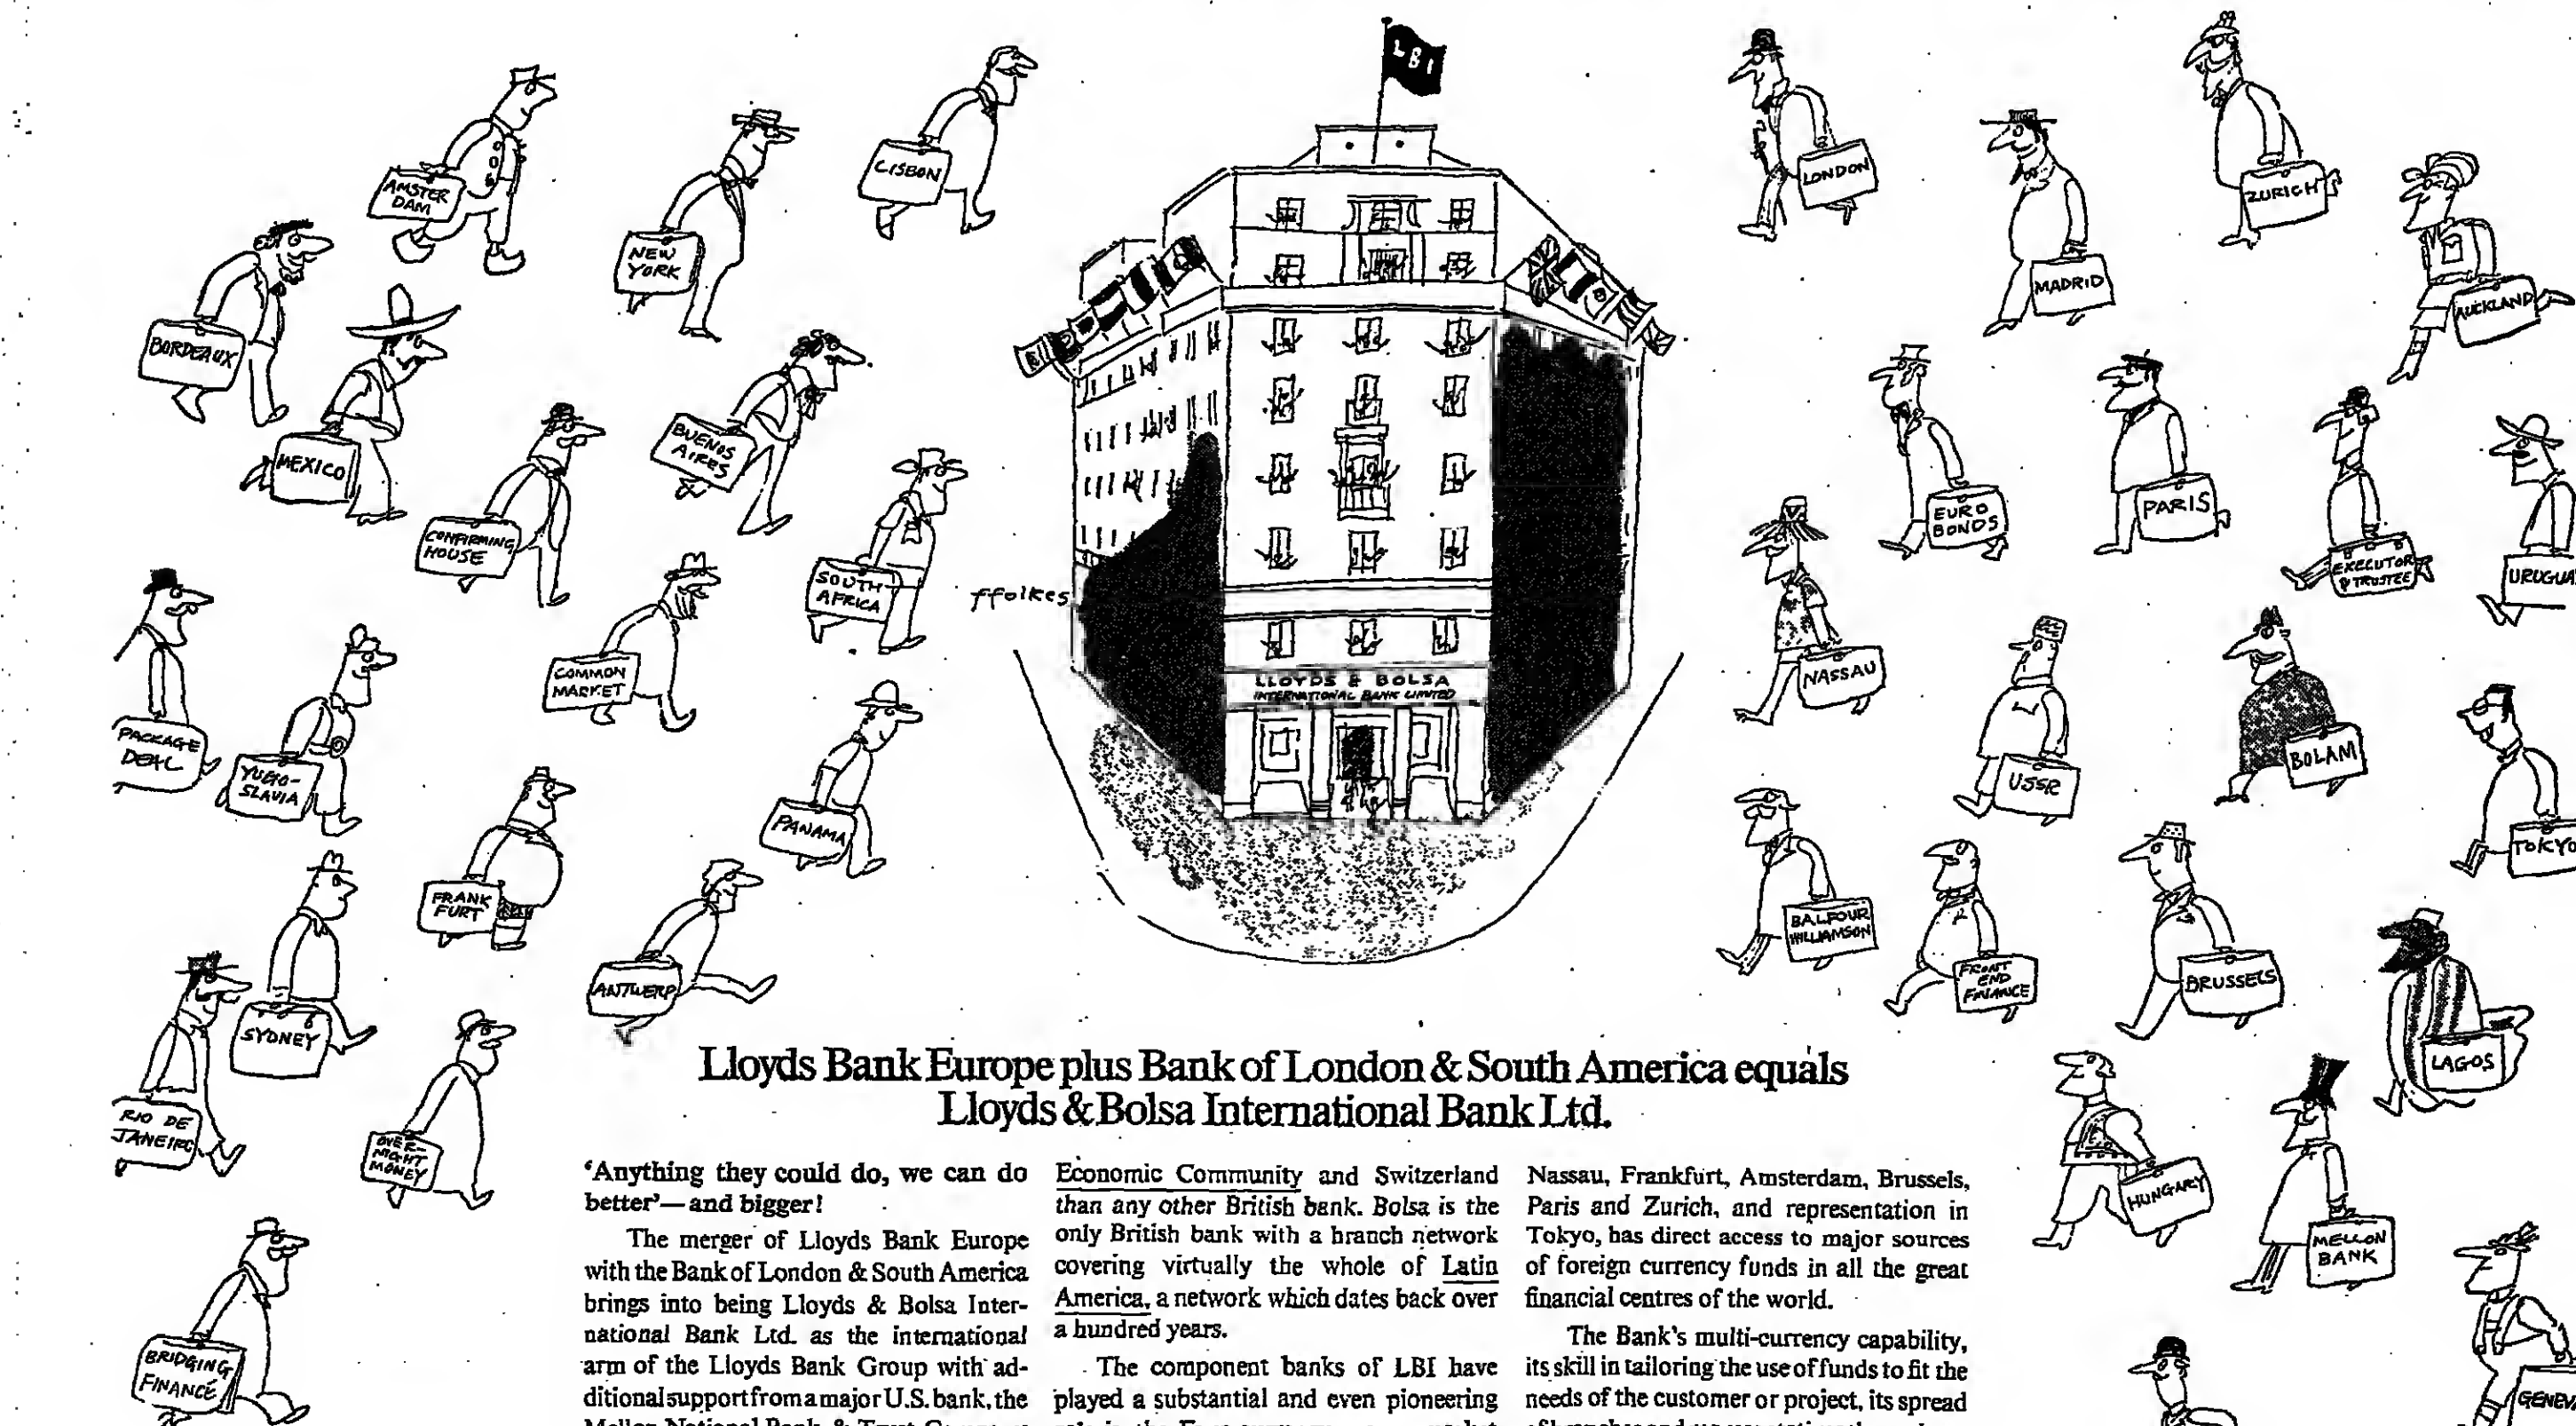 LBI
AMSTER
DAM
NEW
YORK
LISBON
BORDEAUX
MEXICO
CONFIRMING
HOUSE
BUENOS
AIRES
SOUTH
AFRICA
COMMON
MARKET
PACKAGE
DEAL
YUGO-
SLAVIA
PANAMA
FRANK
FURT
ANTWERP
SYDNEY
RIO DE
JANEIRO
OVER-
NIGHT
MONEY
BRIDGING
FINANCE
ffolkes
LLOYDS & BOLSA
INTERNATIONAL BANK LIMITED
LONDON
ZURICH
MADRID
AUCKLAND
EURO
BONDS
PARIS
EXECUTOR
& TRUSTEE
URUGUA
NASSAU
USSR
BOLAM
TOKYO
BALFOUR
WILLIAMSON
FRONT
END
FINANCE
BRUSSELS
LAGOS
HUNGARY
MELLON
BANK
GENEV
Lloyds Bank Europe plus Bank of London & South America equals
Lloyds & Bolsa International Bank Ltd.
‘Anything they could do, we can do
better’—and bigger!
The merger of Lloyds Bank Europe
with the Bank of London & South America
brings into being Lloyds & Bolsa Inter-
national Bank Ltd. as the international
arm of the Lloyds Bank Group with ad-
ditional support from a major U.S. bank, the
Economic Community and Switzerland
than any other British bank. Bolsa is the
only British bank with a branch network
covering virtually the whole of Latin
America, a network which dates back over
a hundred years.
The component banks of LBI have
played a substantial and even pioneering
Nassau, Frankfurt, Amsterdam, Brussels,
Paris and Zurich, and representation in
Tokyo, has direct access to major sources
of foreign currency funds in all the great
financial centres of the world.
The Bank's multi-currency capability,
its skill in tailoring the use of funds to fit the
needs of the customer or project, its spread